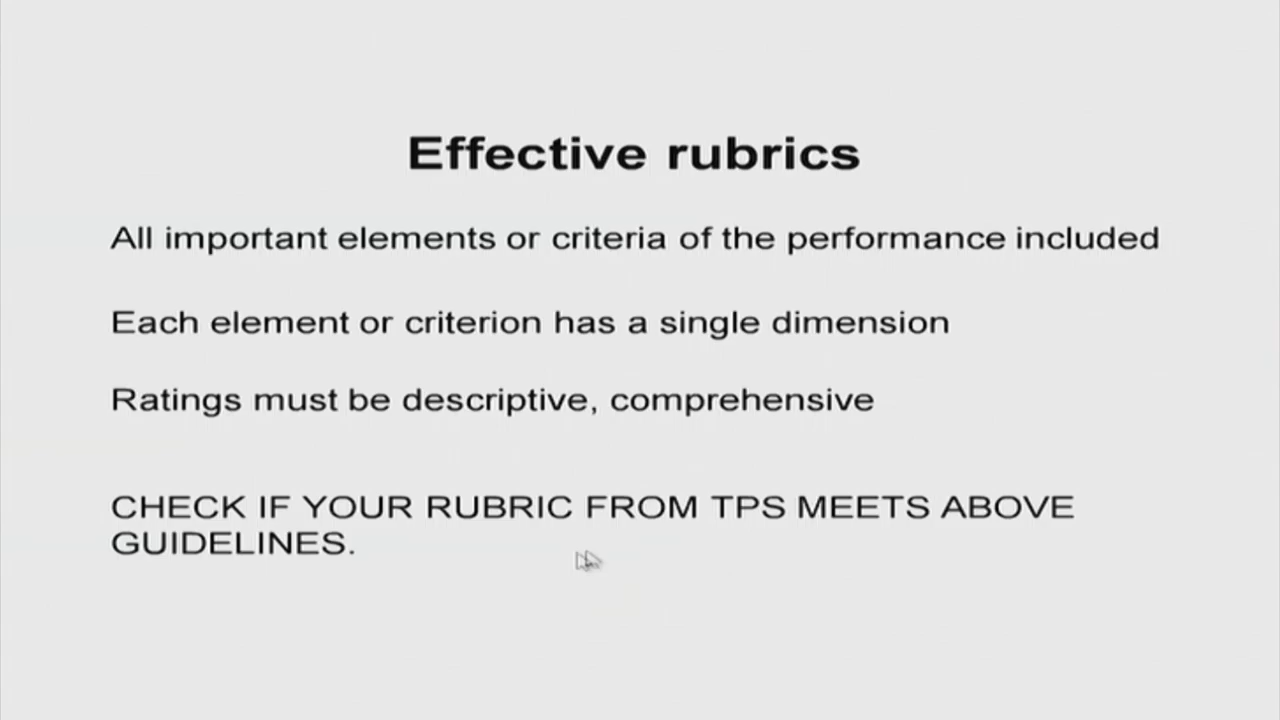 Effective rubrics
All important elements or criteria of the performance included
Each element or criterion has a single dimension
Ratings must be descriptive, comprehensive
CHECK IF YOUR RUBRIC FROM TPS MEETS ABOVE
GUIDELINES.